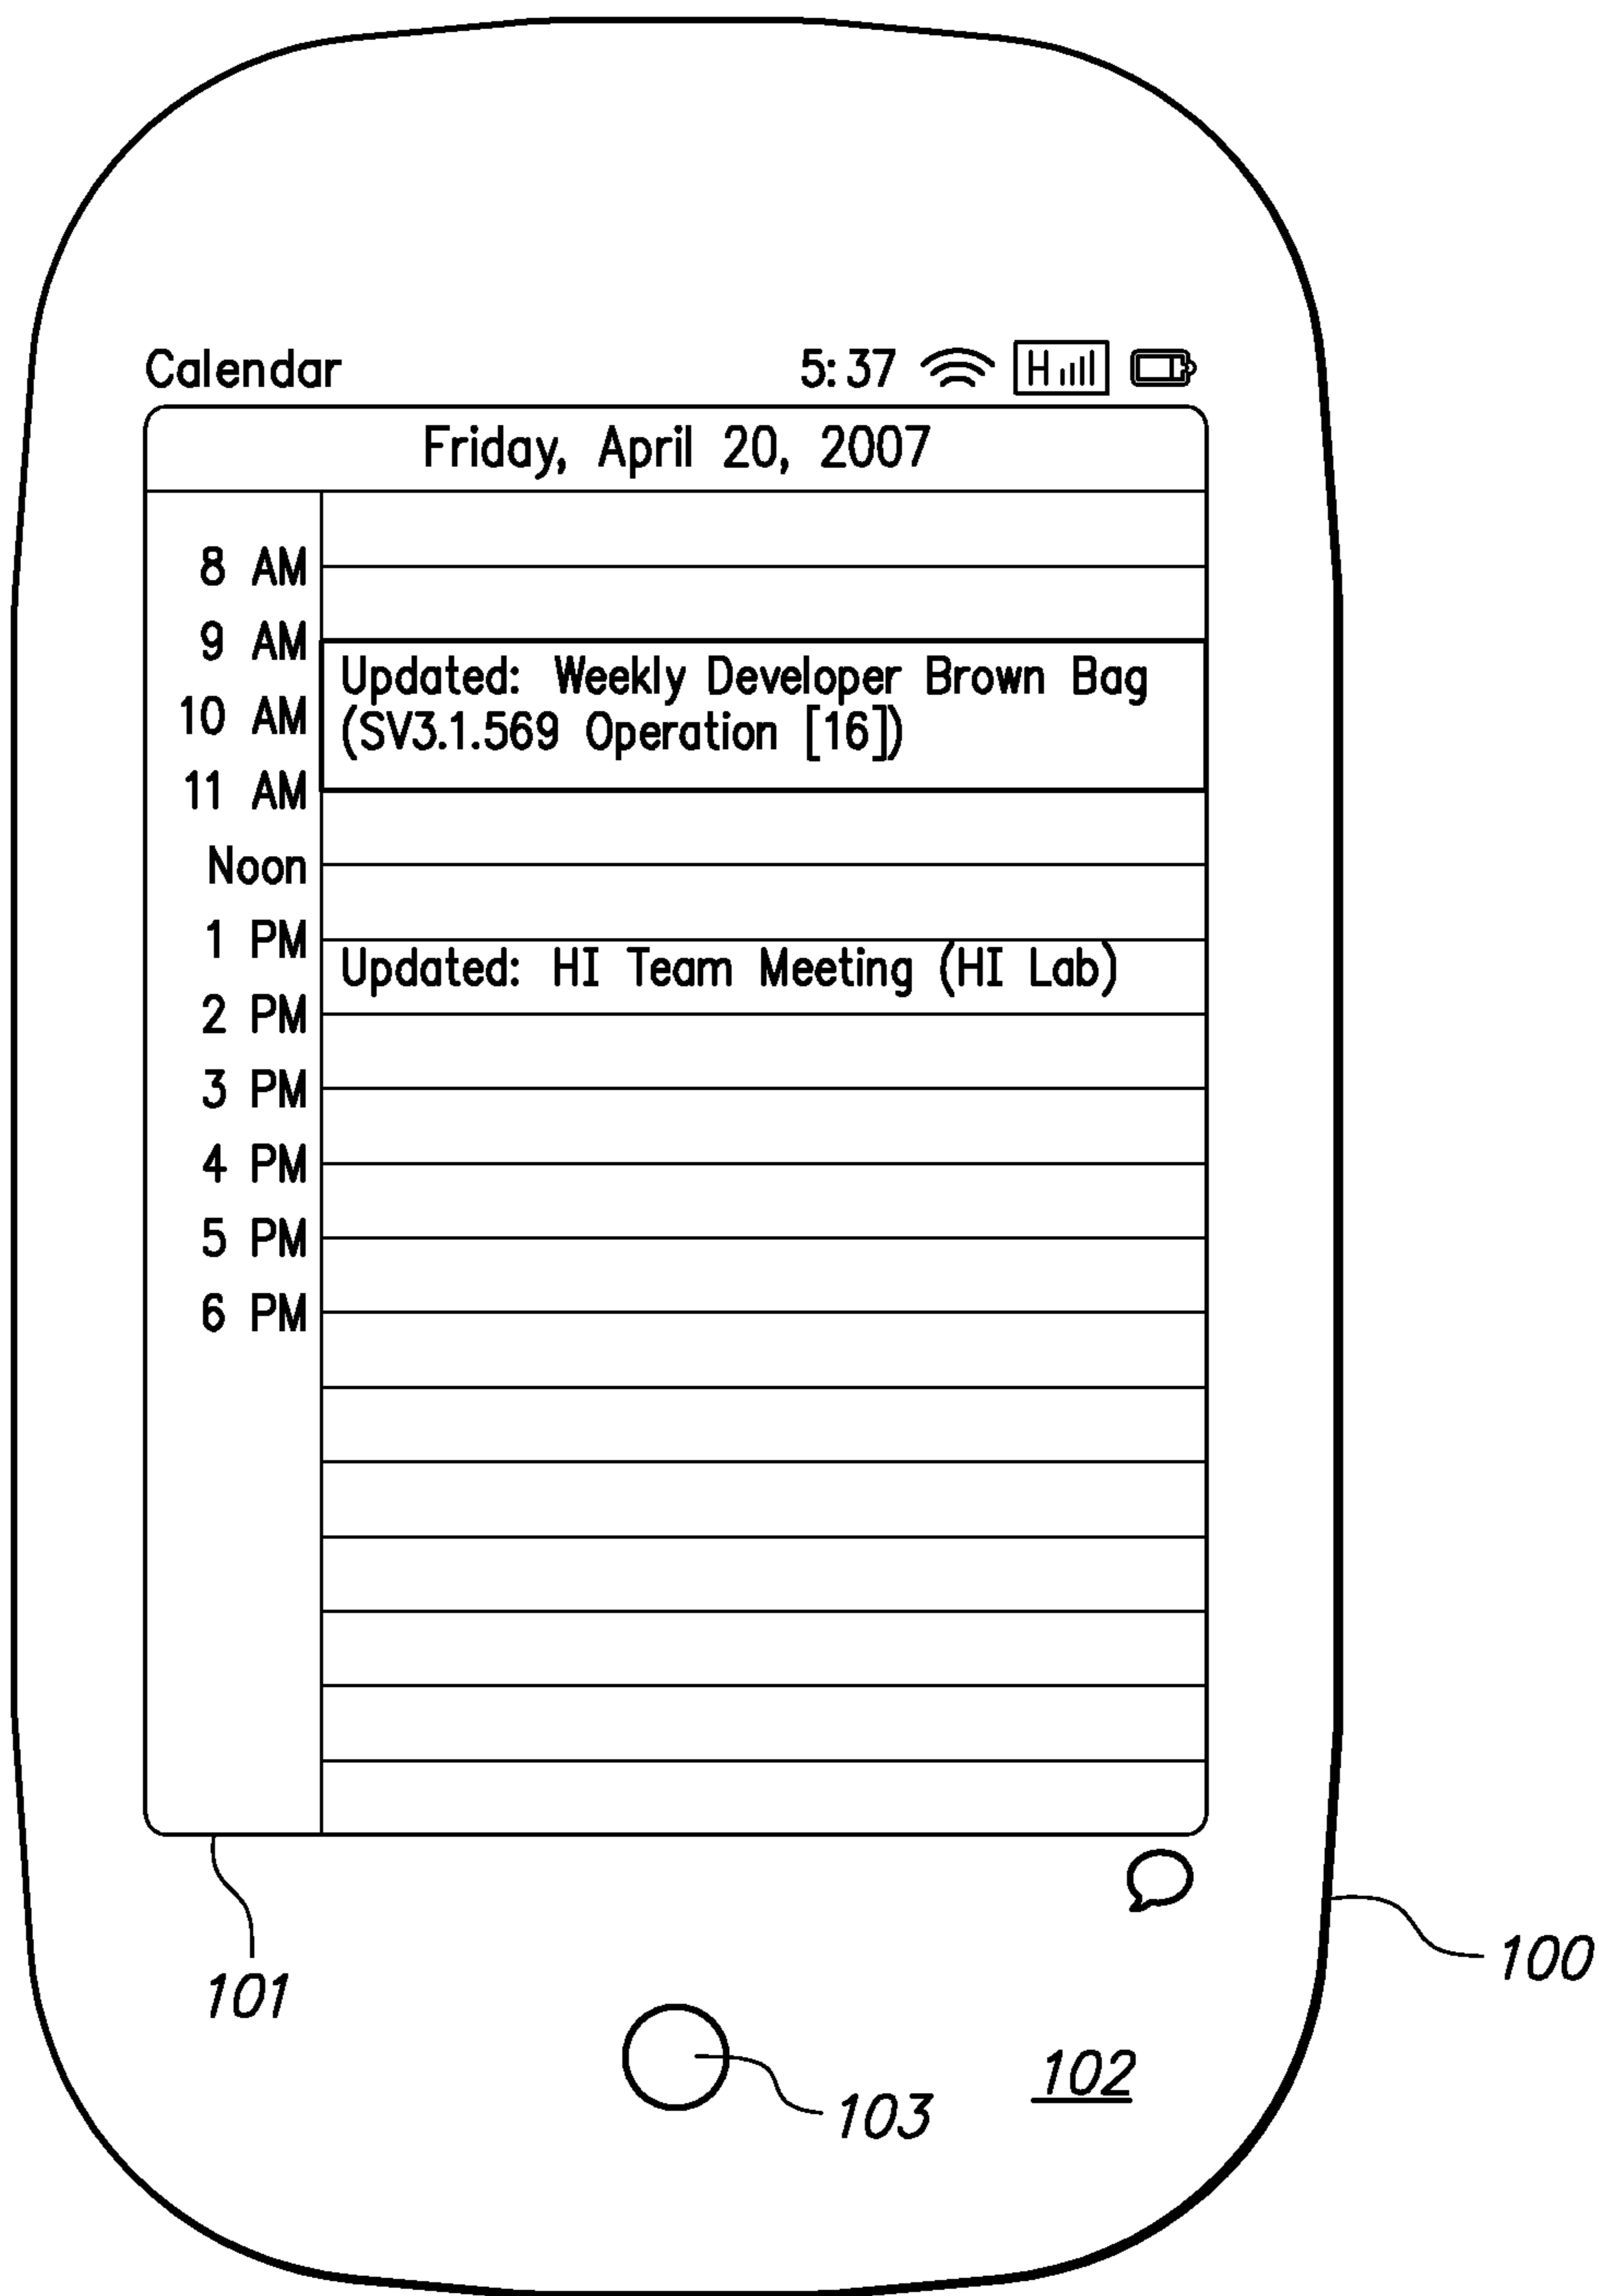 Calendar 5:37 H
Friday, April 20, 2007
8 AM
9 AM
Updated: Weekly Developer Brown Bag
10 AM
(SV3.1.569 Operation [16])
11 AM
Noon
1 PM
Updated: HI Team Meeting (HI Lab)
2 PM
3 PM
4 PM
5 PM
6 PM
100
101
102
103